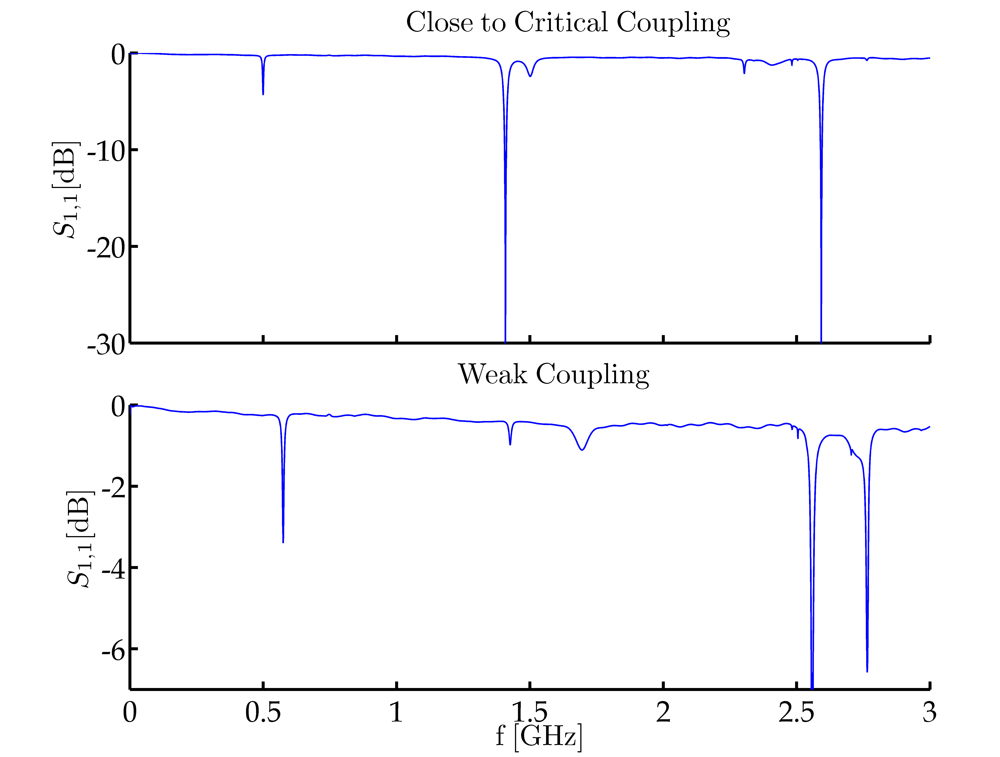 Close to Critical Coupling
0
-10
-20
-30
S1,1[dB]
Weak Coupling
0
-2
-4
-6
S1,1[dB]
0 0.5 1 1.5 2 2.5 3
f [GHz]